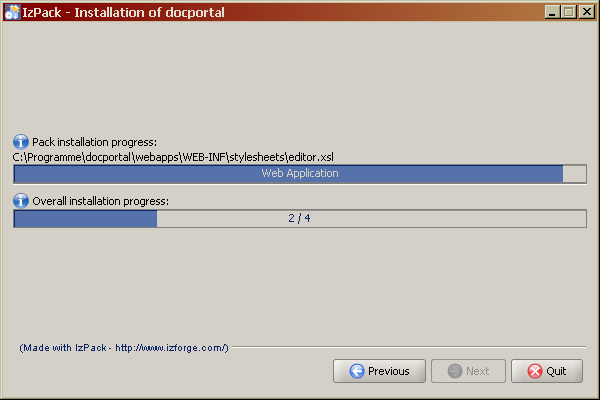 IzPack - Installation of docportal
Pack installation progress:
C:\Programme\docportal\webapps\WEB-INF\stylesheets\editor.xsl
Web Application
Overall installation progress:
2 / 4
(Made with IzPack - http://www.izforge.com/)
Previous
Next
Quit